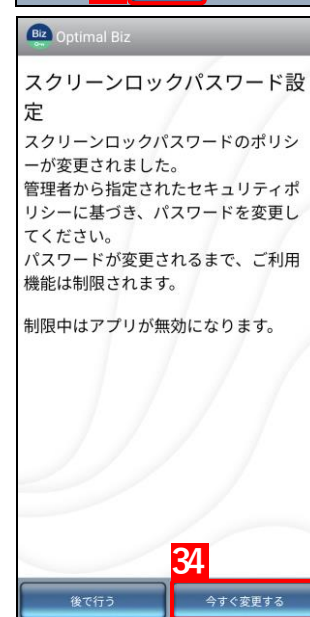 Biz
Optimal Biz
スクリーンロックパスワード設
定
スクリーンロックパスワードのポリシ
ーが変更されました。
管理者から指定されたセキュリティポ
リシーに基づき、パスワードを変更し
てください。
パスワードが変更されるまで、ご利用
機能は制限されます。
制限中はアプリが無効になります。
34
後で行う
今すぐ変更する